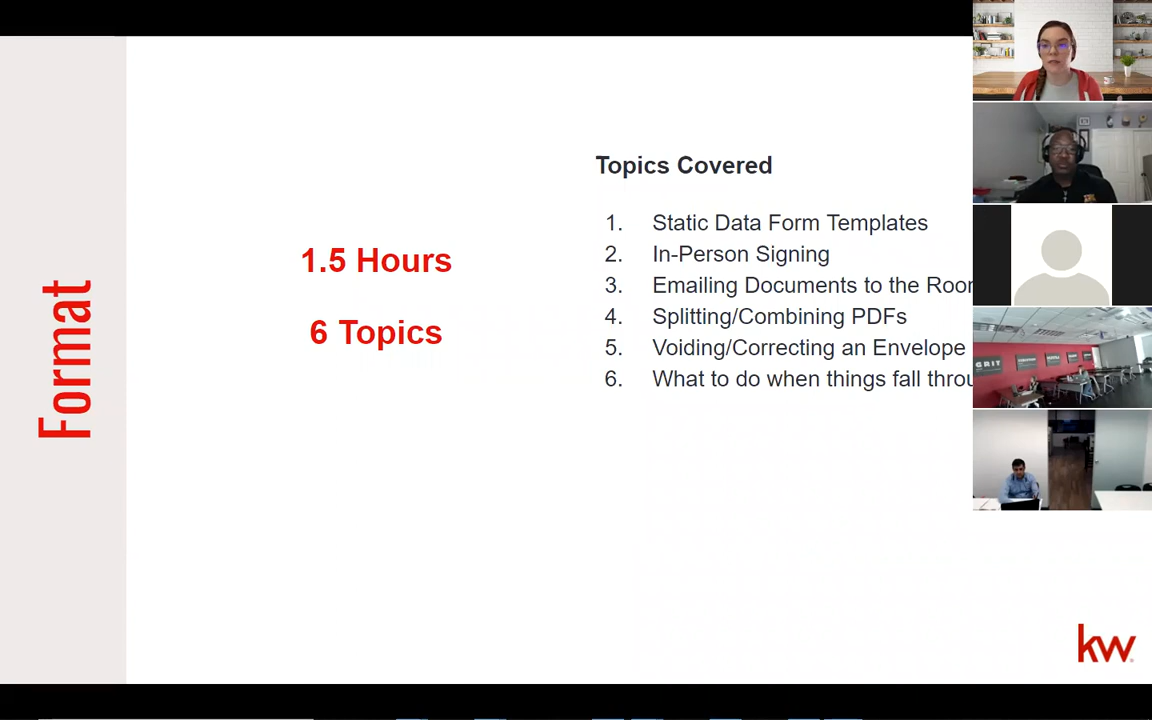 Format
1.5 Hours
6 Topics
Topics Covered
1. Static Data Form Templates
2. In-Person Signing
3. Emailing Documents to the
4. Splitting/Combining PDFs
5. Voiding/Correcting an Envelope
6. What to do when things fall
GRIT
kw